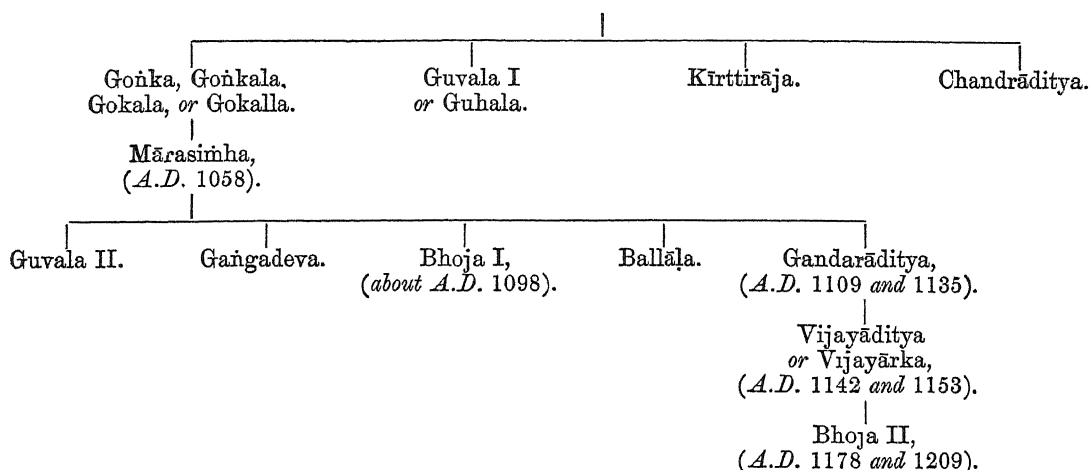 Goṅka, Goṅkala, Guvala I Kīrttirāja. Chandrāditya.
Gokala, or Gokalla. or Guhala.
Mārasiṁha,
(A.D. 1058).
Guvala II. Gaṅgadeva. Bhoja I, Ballāḷa. Gandarāditya,
(about A.D. 1098). (A.D. 1109 and 1135).
Vijayāditya
or Vijayārka,
(A.D. 1142 and 1153).
Bhoja II,
(A.D. 1178 and 1209).